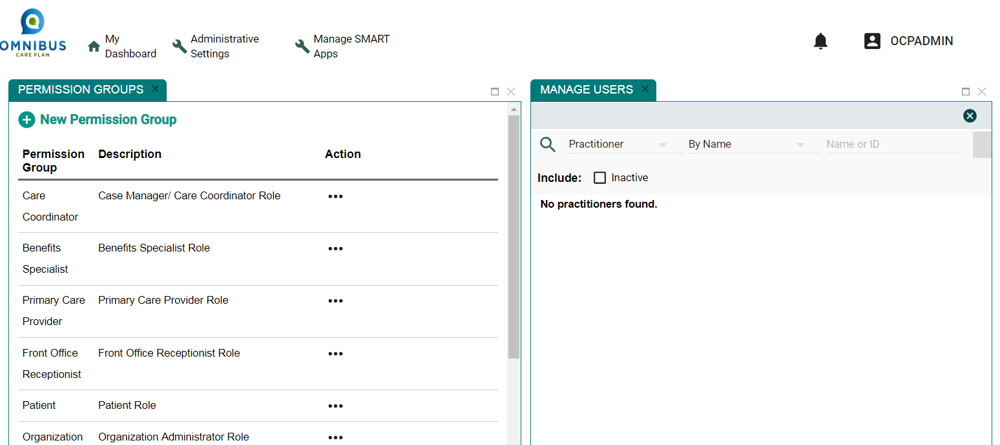 OMNIBUS
CARE PLAN
My
Dashboard
Administrative
Settings
Manage SMART
Apps
OCPADMIN
PERMISSION GROUPS
New Permission Group
Permission
Group
Description
Action
Care
Coordinator
Case Manager/ Care Coordinator Role
Benefits
Specialist
Benefits Specialist Role
Primary Care
Provider
Primary Care Provider Role
Front Office
Receptionist
Front Office Receptionist Role
Patient
Patient Role
Organization
Organization Administrator Role
MANAGE USERS
Practitioner
By Name
Name or ID
Include:
Inactive
No practitioners found.